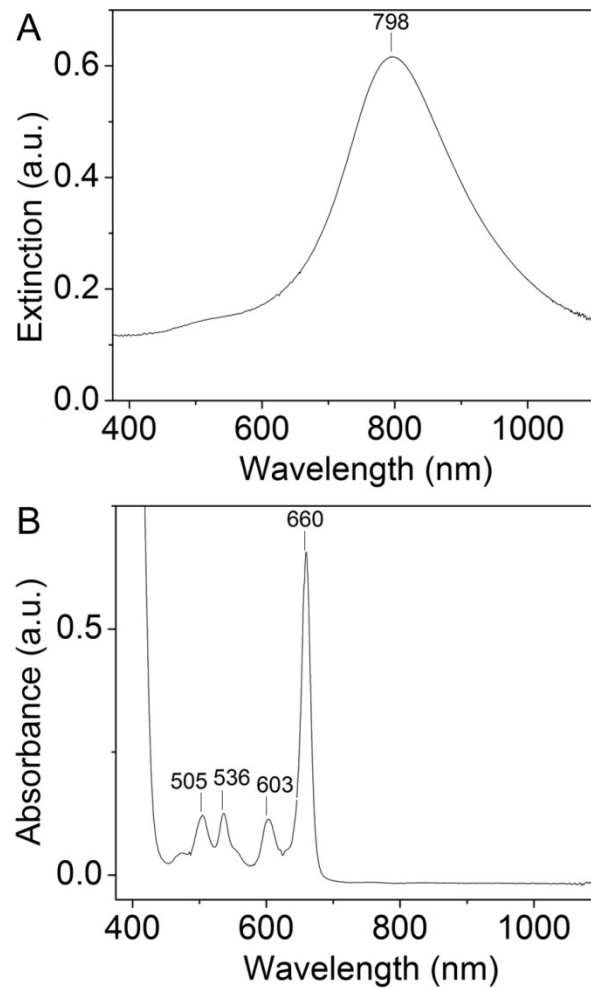 A
798
Extinction (a.u.)
0.6
0.4
0.2
0.0
400 600 800 1000
Wavelength (nm)
B
660
Absorbance (a.u.)
0.5
505 536 603
0.0
400 600 800 1000
Wavelength (nm)